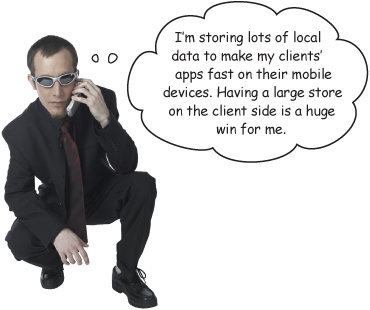 I'm storing lots of local
data to make my clients'
apps fast on their mobile
devices. Having a large store
on the client side is a huge
win for me.